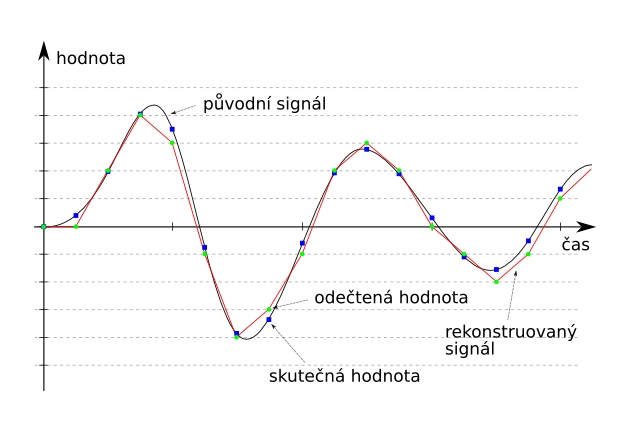 hodnota
původní signál
čas
odečtená hodnota
rekonstruovaný
signál
skutečná hodnota